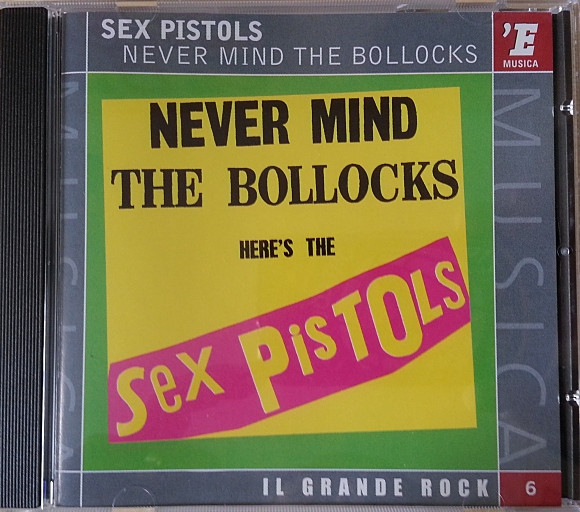 SEX PISTOLS
NEVER MIND THE BOLLOCKS
'E
MUSICA
NEVER MIND
THE BOLLOCKS
HERE'S THE
SeX PiSTOLS
MUSICA
MUSICA
IL GRANDE ROCK
6